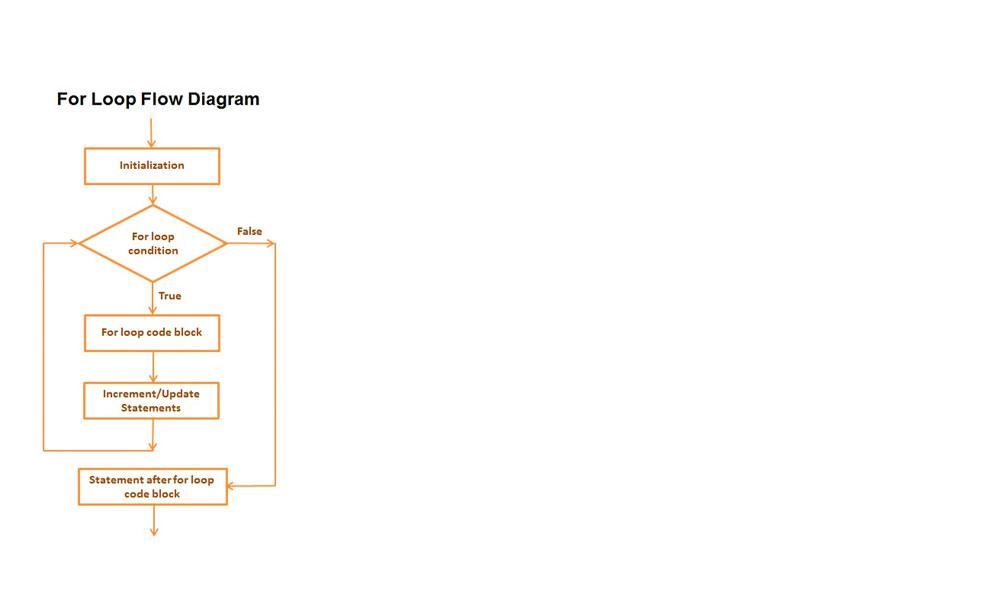 For Loop Flow Diagram
Initialization
For loop
condition
False
True
For loop code block
Increment/Update
Statements
Statement after for loop
code block